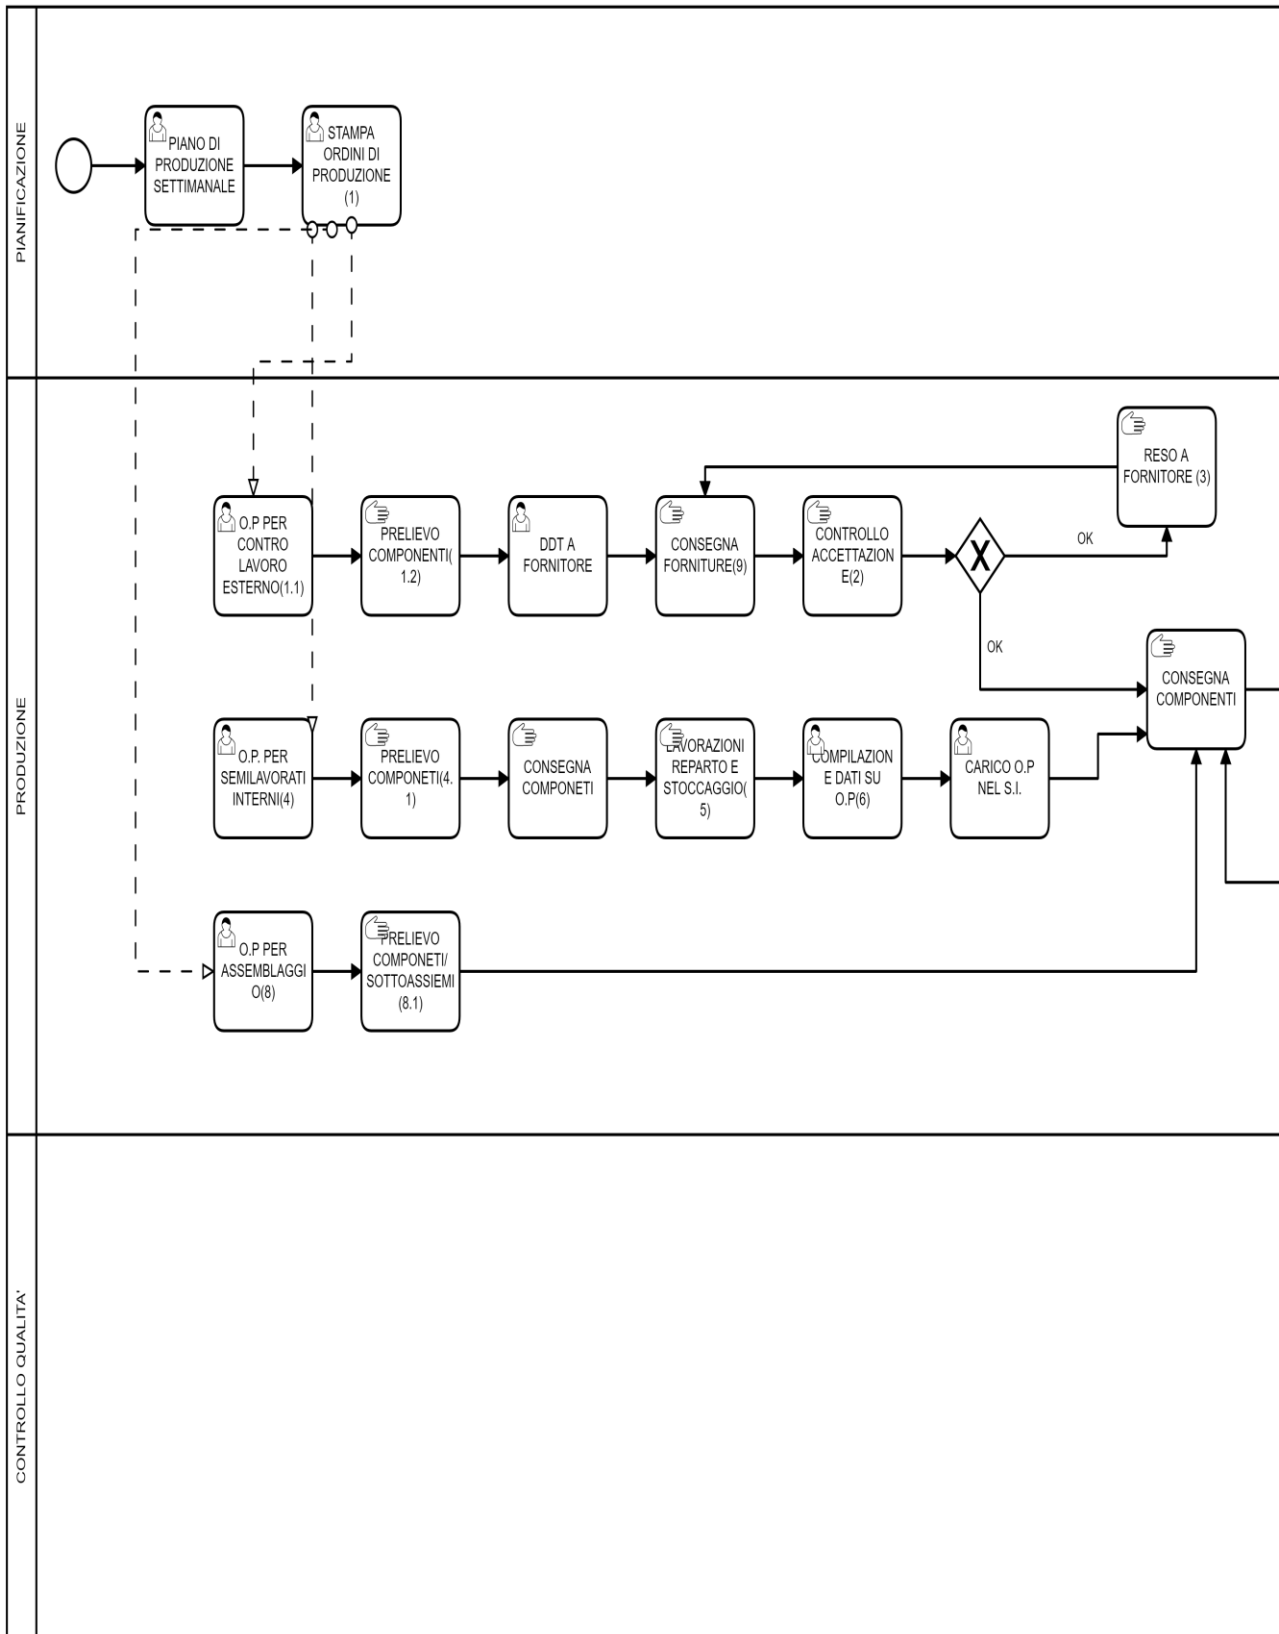 PIANIFICAZIONE
PIANO DI
PRODUZIONE
SETTIMANALE
STAMPA
ORDINI DI
PRODUZIONE
(1)
PRODUZIONE
RESO A
FORNITORE (3)
O.P PER
CONTRO
LAVORO
ESTERNO(1.1)
PRELIEVO
COMPONENTI(
1.2)
DDT A
FORNITORE
CONSEGNA
FORNITURE(9)
CONTROLLO
ACCETTAZION
E(2)
X
OK
OK
CONSEGNA
COMPONENTI
O.P. PER
SEMILAVORATI
INTERNI(4)
PRELIEVO
COMPONETI(4.
1)
CONSEGNA
COMPONETI
LAVORAZIONI
REPARTO E
STOCCAGGIO(
5)
COMPILAZION
E DATI SU
O.P(6)
CARICO O.P
NEL S.I.
O.P PER
ASSEMBLAGGI
O(8)
PRELIEVO
COMPONETI/
SOTTOASSIEMI
(8.1)
CONTROLLO QUALITA'